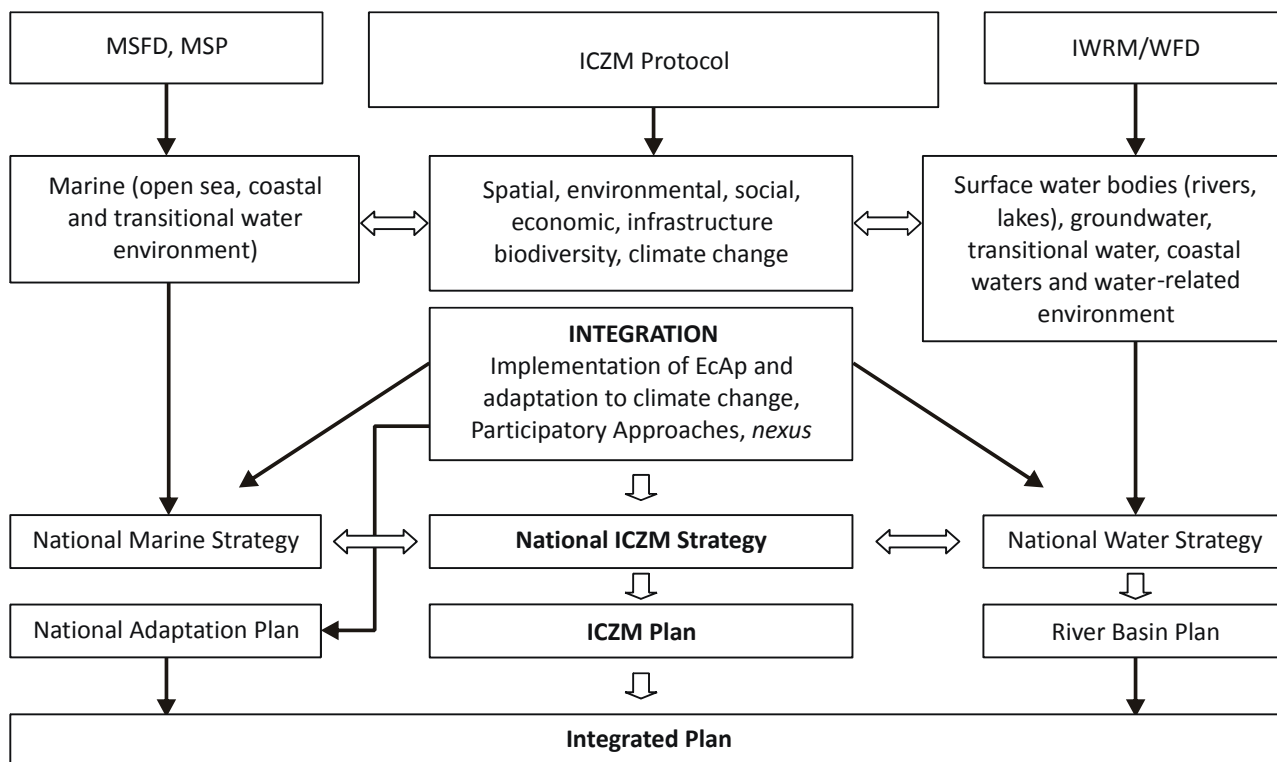 MSFD, MSP
ICZM Protocol
IWRM/WFD
Marine (open sea, coastal
and transitional water
environment)
Spatial, environmental, social,
economic, infrastructure
biodiversity, climate change
Surface water bodies (rivers,
lakes), groundwater,
transitional water, coastal
waters and water-related
environment
INTEGRATION
Implementation of EcAp and
adaptation to climate change,
Participatory Approaches, nexus
National Marine Strategy
National ICZM Strategy
National Water Strategy
National Adaptation Plan
ICZM Plan
River Basin Plan
Integrated Plan